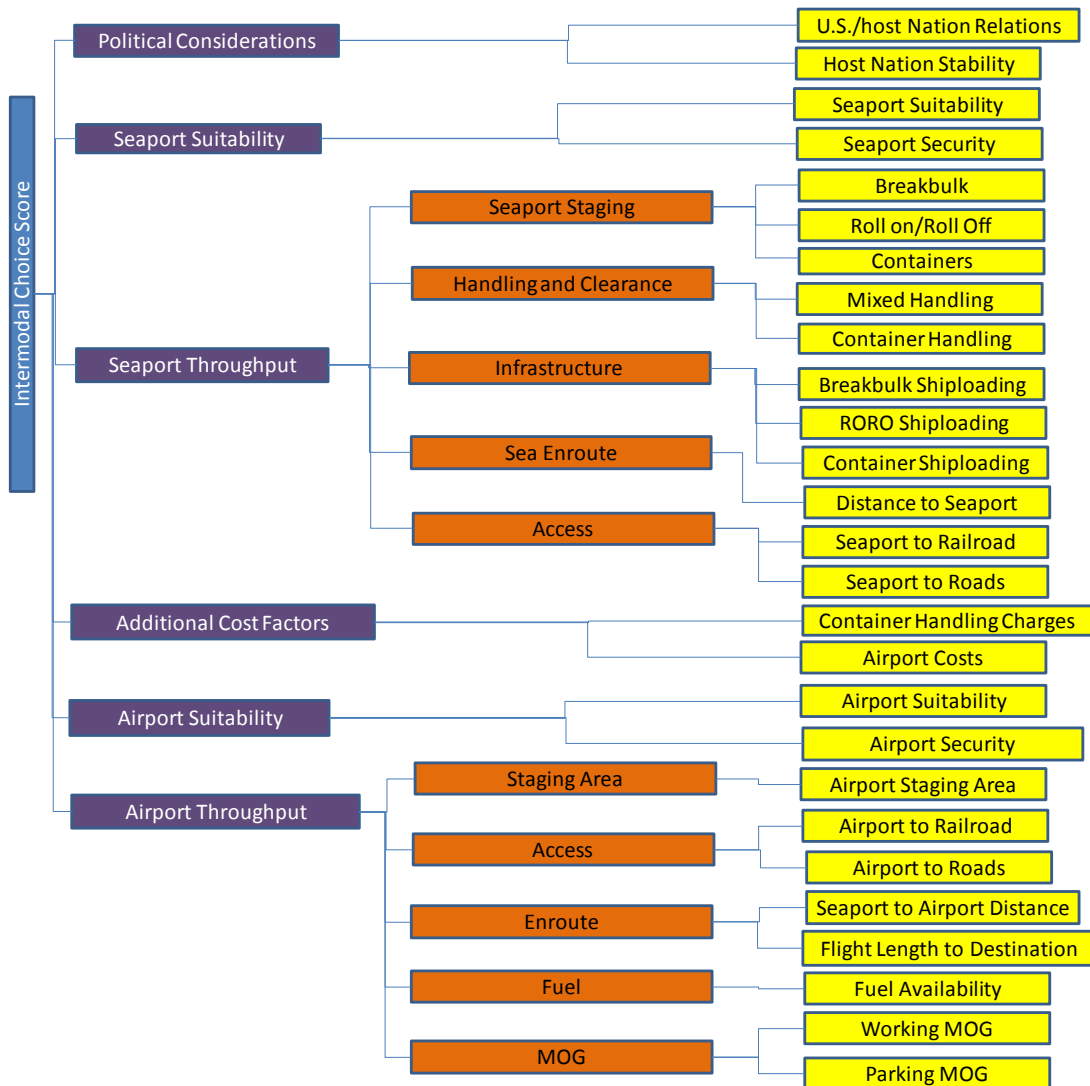 Intermodal Choice Score
Political Considerations
U.S./host Nation Relations
Host Nation Stability
Seaport Suitability
Seaport Suitability
Seaport Security
Seaport Throughput
Seaport Staging
Breakbulk
Roll on/Roll Off
Containers
Handling and Clearance
Mixed Handling
Container Handling
Infrastructure
Breakbulk Shiploading
RORO Shiploading
Container Shiploading
Sea Enroute
Distance to Seaport
Access
Seaport to Railroad
Seaport to Roads
Additional Cost Factors
Container Handling Charges
Airport Costs
Airport Suitability
Airport Suitability
Airport Security
Airport Throughput
Staging Area
Airport Staging Area
Access
Airport to Railroad
Airport to Roads
Enroute
Seaport to Airport Distance
Flight Length to Destination
Fuel
Fuel Availability
MOG
Working MOG
Parking MOG